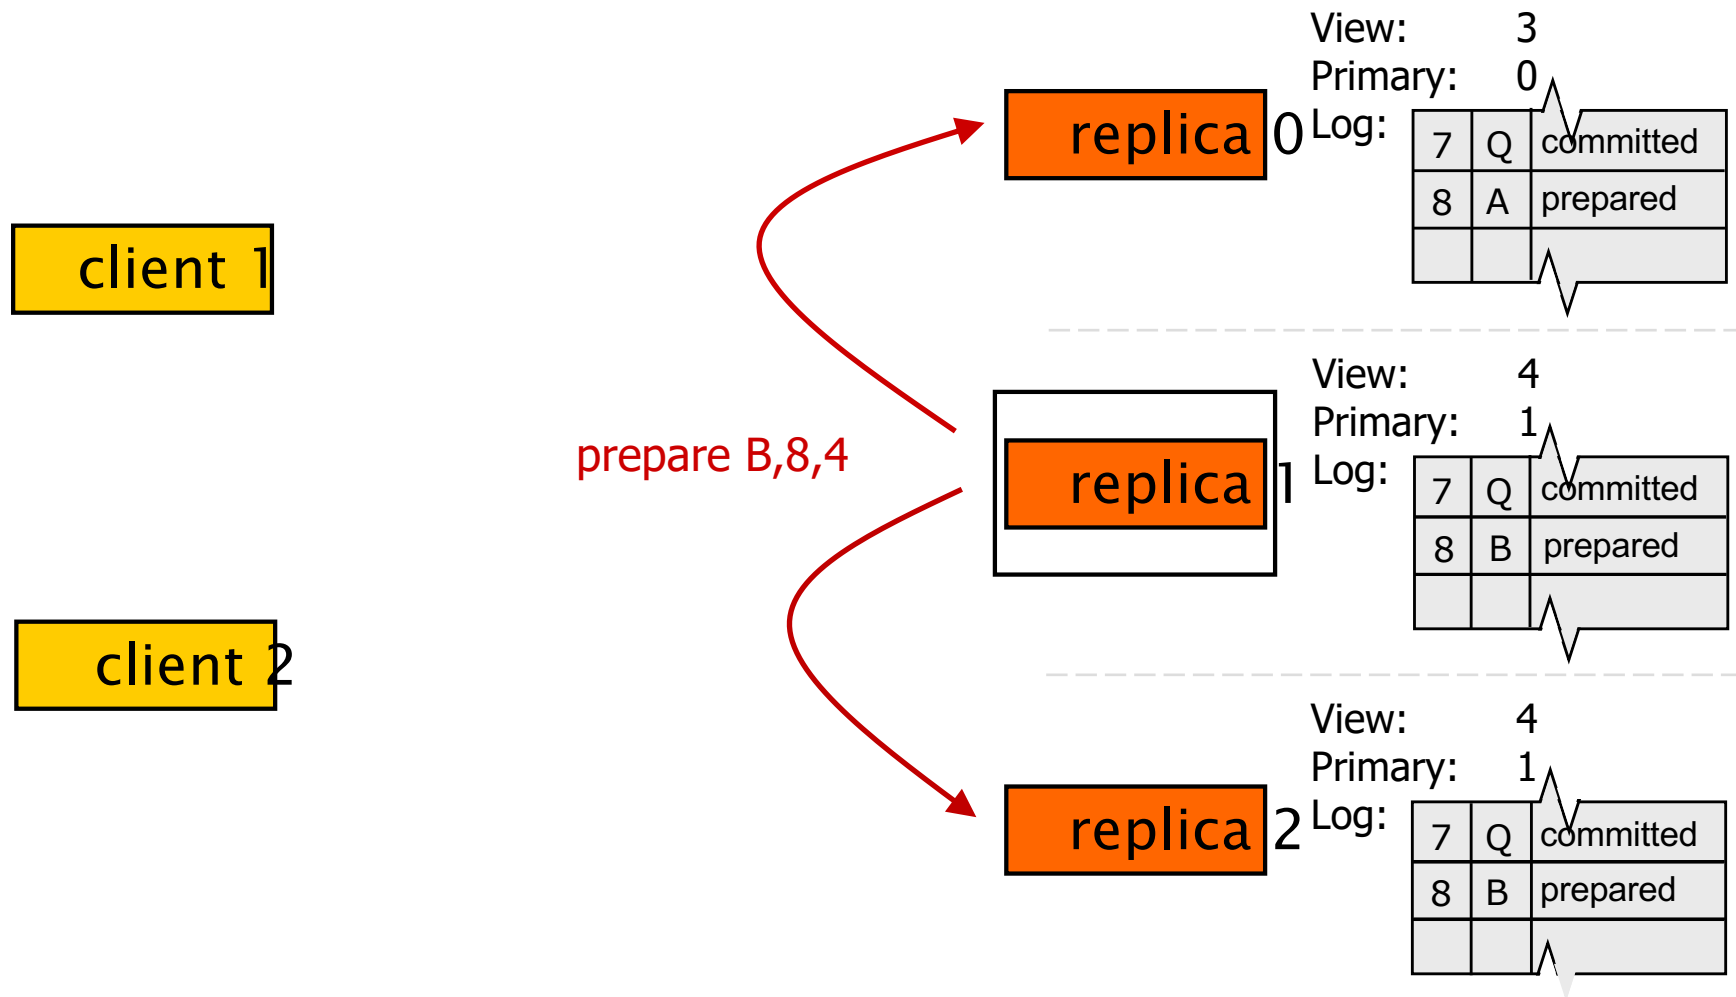 View: 3
Primary: 0
Log:
replica 0
7 Q committed
8 A prepared
client 1
View: 4
Primary: 1
Log:
prepare B,8,4
replica 1
7 Q committed
8 B prepared
client 2
View: 4
Primary: 1
Log:
replica 2
7 Q committed
8 B prepared